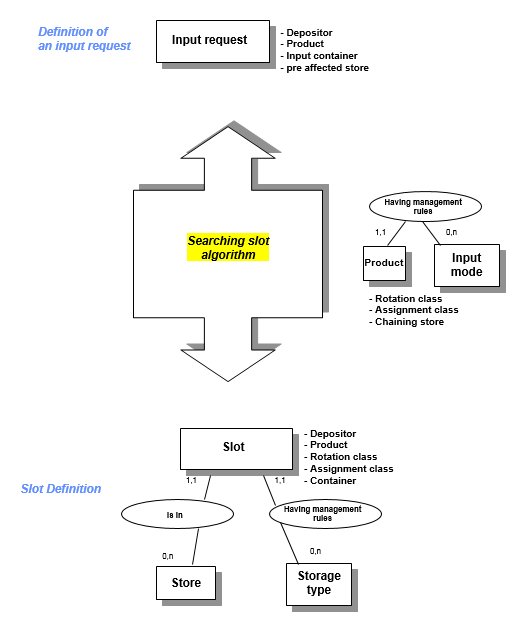 Definition of
an input request
Input request
- Depositor
- Product
- Input container
- pre affected store
Searching slot
algorithm
Having management
rules
1,1
0,n
Product
Input
mode
- Rotation class
- Assignment class
- Chaining store
Slot
- Depositor
- Product
- Rotation class
- Assignment class
- Container
1,1
1,1
Slot Definition
Is in
Having management
rules
0,n
0,n
Store
Storage
type